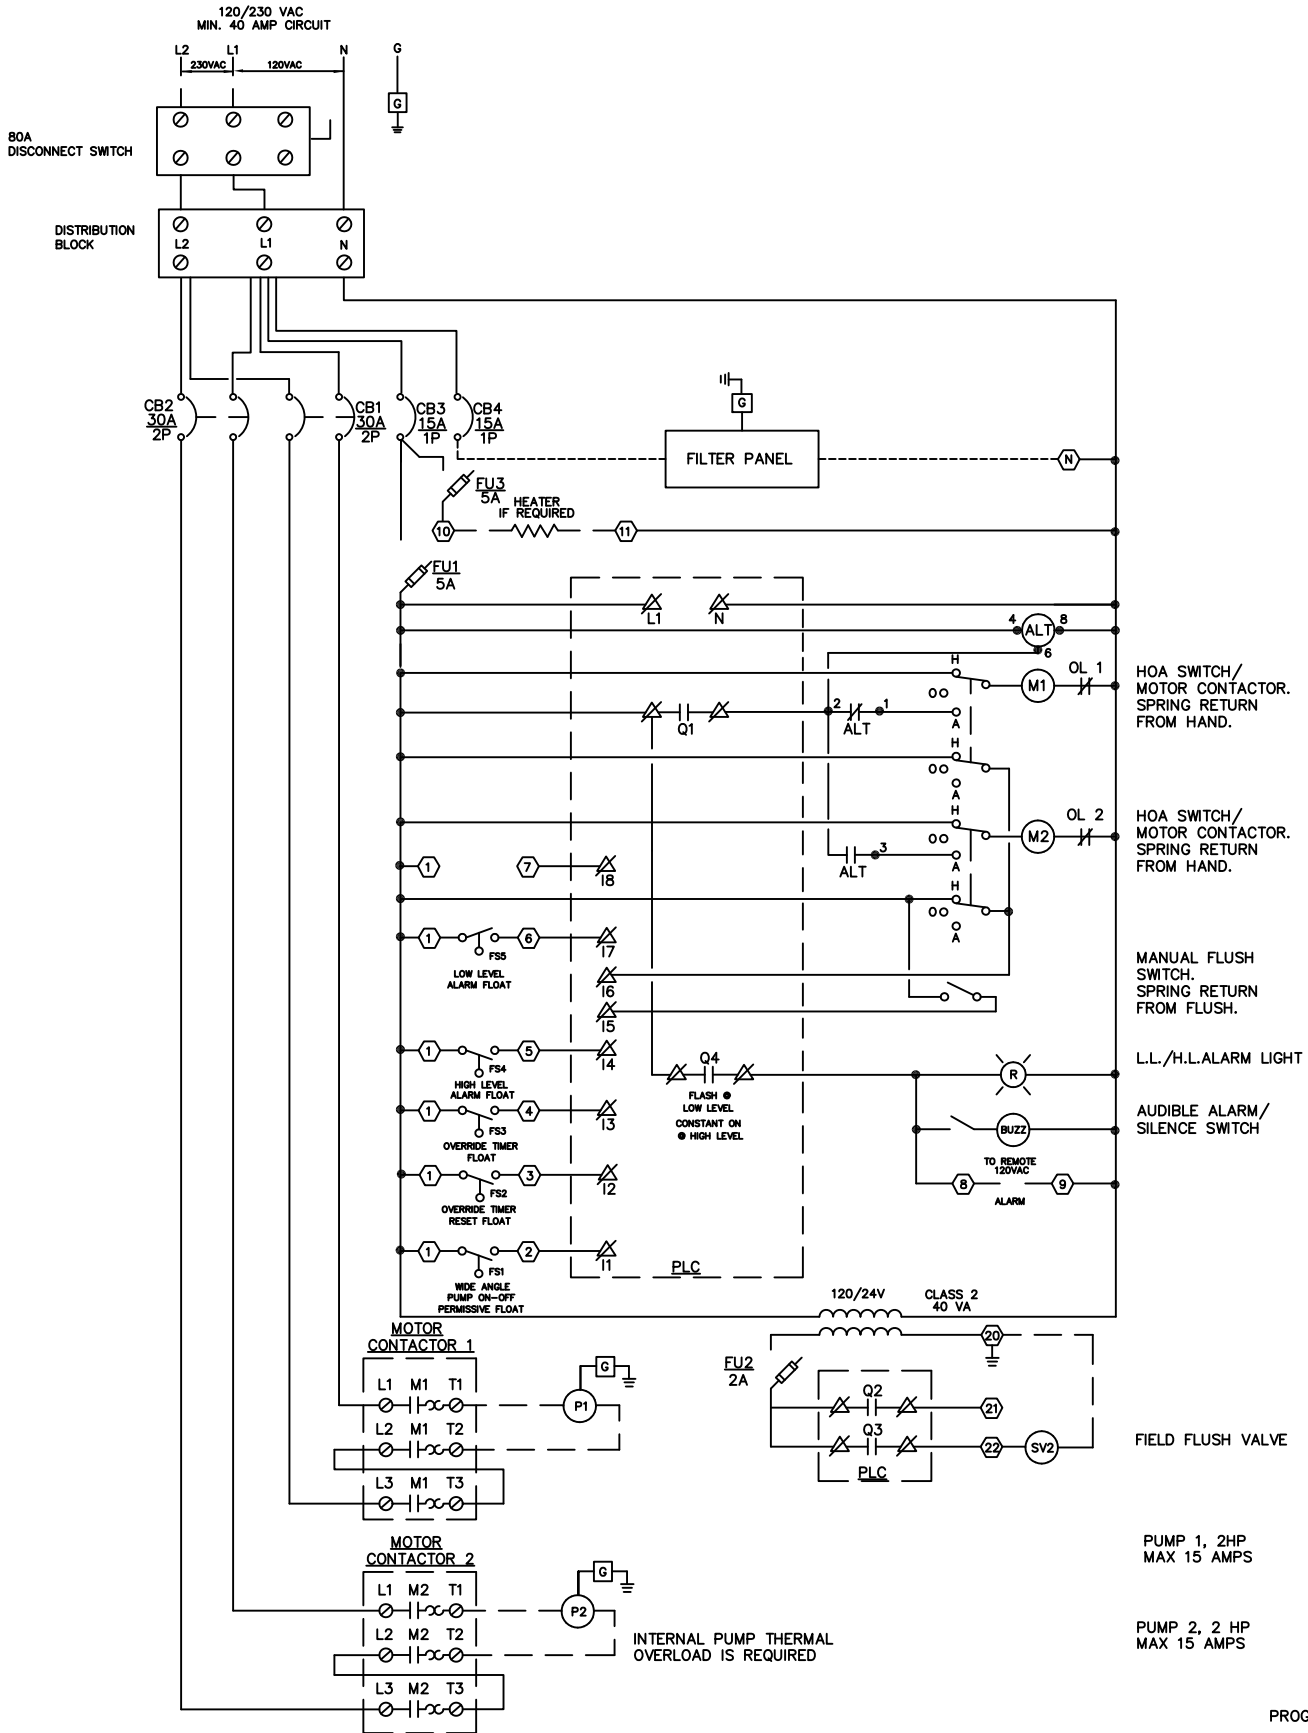 120/230 VAC
MIN. 40 AMP CIRCUIT
L2 L1 N G
230VAC 120VAC
G
80A
DISCONNECT SWITCH
DISTRIBUTION
BLOCK
L2 L1 N
CB2
30A
2P
CB1
30A
2P
CB3
15A
1P
CB4
15A
1P
G
FILTER PANEL
N
FU3
5A
HEATER
IF REQUIRED
10
11
FU1
5A
L1 N
4 ALT 8
6
H
OO
A
M1
OL 1
HOA SWITCH/
MOTOR CONTACTOR.
SPRING RETURN
FROM HAND.
Q1
2 1
ALT
H
OO
A
H
OO
A
M2
OL 2
HOA SWITCH/
MOTOR CONTACTOR.
SPRING RETURN
FROM HAND.
3
ALT
1 7
I8
H
OO
A
1 6
FS5
I7
LOW LEVEL
ALARM FLOAT
I6
I5
MANUAL FLUSH
SWITCH.
SPRING RETURN
FROM FLUSH.
1 5
FS4
I4
HIGH LEVEL
ALARM FLOAT
Q4
FLASH @
LOW LEVEL
CONSTANT ON
@ HIGH LEVEL
R
L.L./H.L.ALARM LIGHT
1 4
FS3
I3
OVERRIDE TIMER
FLOAT
BUZZ
AUDIBLE ALARM/
SILENCE SWITCH
1 3
FS2
I2
OVERRIDE TIMER
RESET FLOAT
TO REMOTE
120VAC
8 9
ALARM
1 2
FS1
I1
WIDE ANGLE
PUMP ON-OFF
PERMISSIVE FLOAT
PLC
120/24V
CLASS 2
40 VA
20
FU2
2A
Q2
21
Q3
22
SV2
PLC
FIELD FLUSH VALVE
MOTOR
CONTACTOR 1
L1 M1 T1
P1
G
L2 M1 T2
L3 M1 T3
PUMP 1, 2HP
MAX 15 AMPS
MOTOR
CONTACTOR 2
L1 M2 T1
P2
G
L2 M2 T2
L3 M2 T3
INTERNAL PUMP THERMAL
OVERLOAD IS REQUIRED
PUMP 2, 2 HP
MAX 15 AMPS
PROG